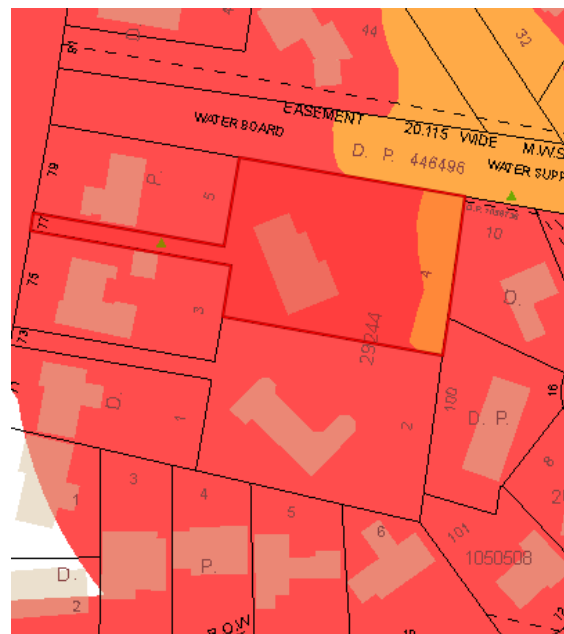 44
32
81
EASEMENT 20.115 WIDE M.W.S
WATER BOARD
D. P. 446496
WATER SUPP
79
P.
5
77
10
4
D.
75
3
29244
73
100
16
D.
1
2
D. P.
8
3
4
5
6
1
101
1050508
P.
D.
2
R.O.W